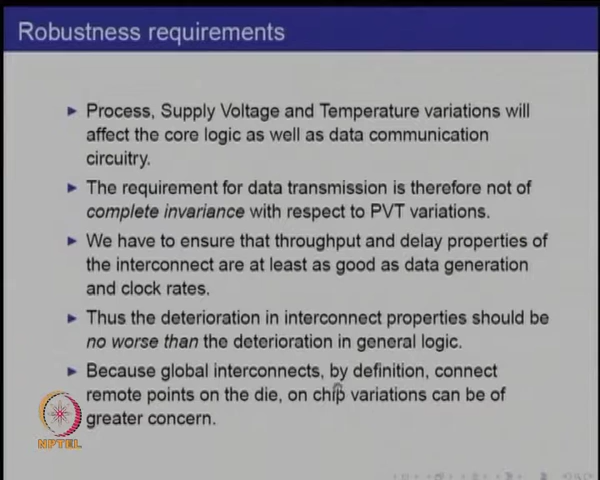 Robustness requirements
Process, Supply Voltage and Temperature variations will
affect the core logic as well as data communication
circuitry.
The requirement for data transmission is therefore not of
complete invariance with respect to PVT variations.
We have to ensure that throughput and delay properties of
the interconnect are at least as good as data generation
and clock rates.
Thus the deterioration in interconnect properties should be
no worse than the deterioration in general logic.
Because global interconnects, by definition, connect
remote points on the die, on chip variations can be of
greater concern.
NPTEL